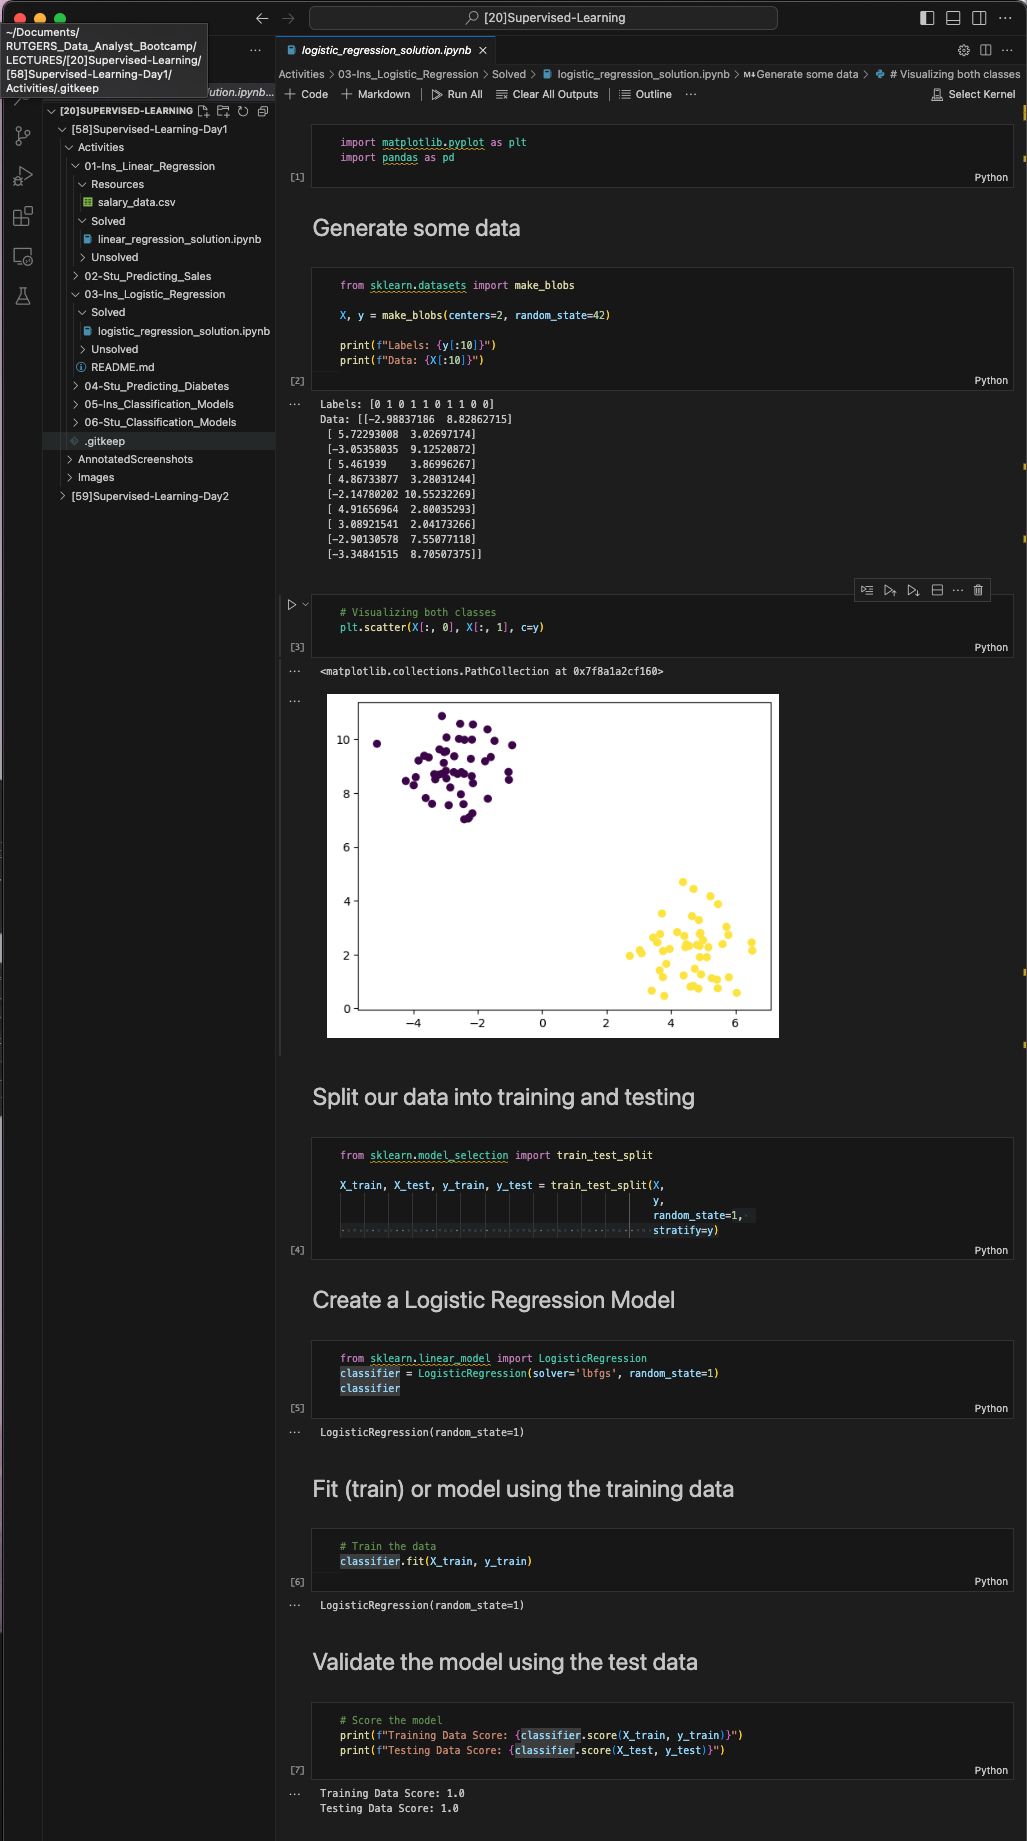 [20]Supervised-Learning
~/Documents/
RUTGERS_Data_Analyst_Bootcamp/
LECTURES/[20]Supervised-Learning/
[58]Supervised-Learning-Day1/
Activities/.gitkeep
ution.ipynb...
[20]SUPERVISED-LEARNING
[58]Supervised-Learning-Day1
Activities
01-Ins_Linear_Regression
Resources
salary_data.csv
Solved
linear_regression_solution.ipynb
Unsolved
02-Stu_Predicting_Sales
03-Ins_Logistic_Regression
Solved
logistic_regression_solution.ipynb
Unsolved
README.md
04-Stu_Predicting_Diabetes
05-Ins_Classification_Models
06-Stu_Classification_Models
.gitkeep
AnnotatedScreenshots
Images
[59]Supervised-Learning-Day2
logistic_regression_solution.ipynb
Activities > 03-Ins_Logistic_Regression > Solved > logistic_regression_solution.ipynb > M↓Generate some data > # Visualizing both classes
+ Code + Markdown Run All Clear All Outputs Outline ... Select Kernel
import matplotlib.pyplot as plt
import pandas as pd
[1] Python
Generate some data
from sklearn.datasets import make_blobs
X, y = make_blobs(centers=2, random_state=42)
print(f"Labels: {y[:10]}")
print(f"Data: {X[:10]}")
[2] Python
Labels: [0 1 0 1 1 0 1 1 0 0]
Data: [[-2.98837186  8.82862715]
[ 5.72293008  3.02697174]
[-3.05358035  9.12520872]
[ 5.461939    3.86996267]
[ 4.86733877  3.28031244]
[-2.14780202 10.55232269]
[ 4.91656964  2.80035293]
[ 3.08921541  2.04173266]
[-2.90130578  7.55077118]
[-3.34841515  8.70507375]]
# Visualizing both classes
plt.scatter(X[:, 0], X[:, 1], c=y)
[3] Python
<matplotlib.collections.PathCollection at 0x7f8a1a2cf160>
10
8
6
4
2
0
−4 −2 0 2 4 6
Split our data into training and testing
from sklearn.model_selection import train_test_split
X_train, X_test, y_train, y_test = train_test_split(X,
y,
random_state=1,
stratify=y)
[4] Python
Create a Logistic Regression Model
from sklearn.linear_model import LogisticRegression
classifier = LogisticRegression(solver='lbfgs', random_state=1)
classifier
[5] Python
LogisticRegression(random_state=1)
Fit (train) or model using the training data
# Train the data
classifier.fit(X_train, y_train)
[6] Python
LogisticRegression(random_state=1)
Validate the model using the test data
# Score the model
print(f"Training Data Score: {classifier.score(X_train, y_train)}")
print(f"Testing Data Score: {classifier.score(X_test, y_test)}")
[7] Python
Training Data Score: 1.0
Testing Data Score: 1.0